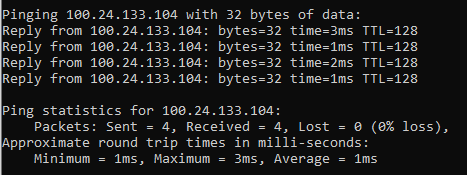 Pinging 100.24.133.104 with 32 bytes of data:
Reply from 100.24.133.104: bytes=32 time=3ms TTL=128
Reply from 100.24.133.104: bytes=32 time=1ms TTL=128
Reply from 100.24.133.104: bytes=32 time=2ms TTL=128
Reply from 100.24.133.104: bytes=32 time=1ms TTL=128

Ping statistics for 100.24.133.104:
    Packets: Sent = 4, Received = 4, Lost = 0 (0% loss),
Approximate round trip times in milli-seconds:
    Minimum = 1ms, Maximum = 3ms, Average = 1ms